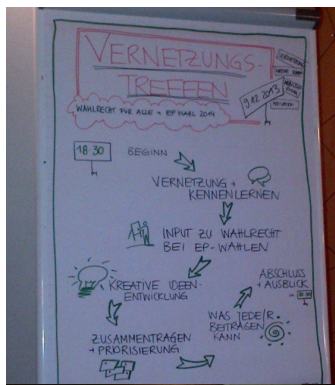 VERNETZUNGS-
TREFFEN
9.12.2013
WAHLRECHT FÜR ALLE + EP WAHL 2014
18:30
BEGINN
VERNETZUNG +
KENNENLERNEN
INPUT ZU WAHLRECHT
BEI EP-WAHLEN
KREATIVE IDEEN-
ENTWICKLUNG
ZUSAMMENTRAGEN
+ PRIORISIERUNG
WAS JEDE/R
BEITRAGEN
KANN
ABSCHLUSS
+ AUSBLICK